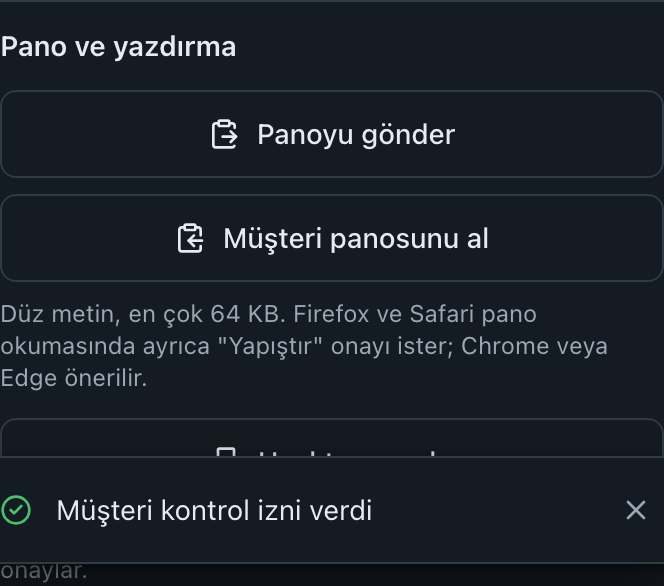 Pano ve yazdırma
Panoyu gönder
Müşteri panosunu al
Düz metin, en çok 64 KB. Firefox ve Safari pano
okumasında ayrıca "Yapıştır" onayı ister; Chrome veya
Edge önerilir.
Müşteri kontrol izni verdi
onaylar.